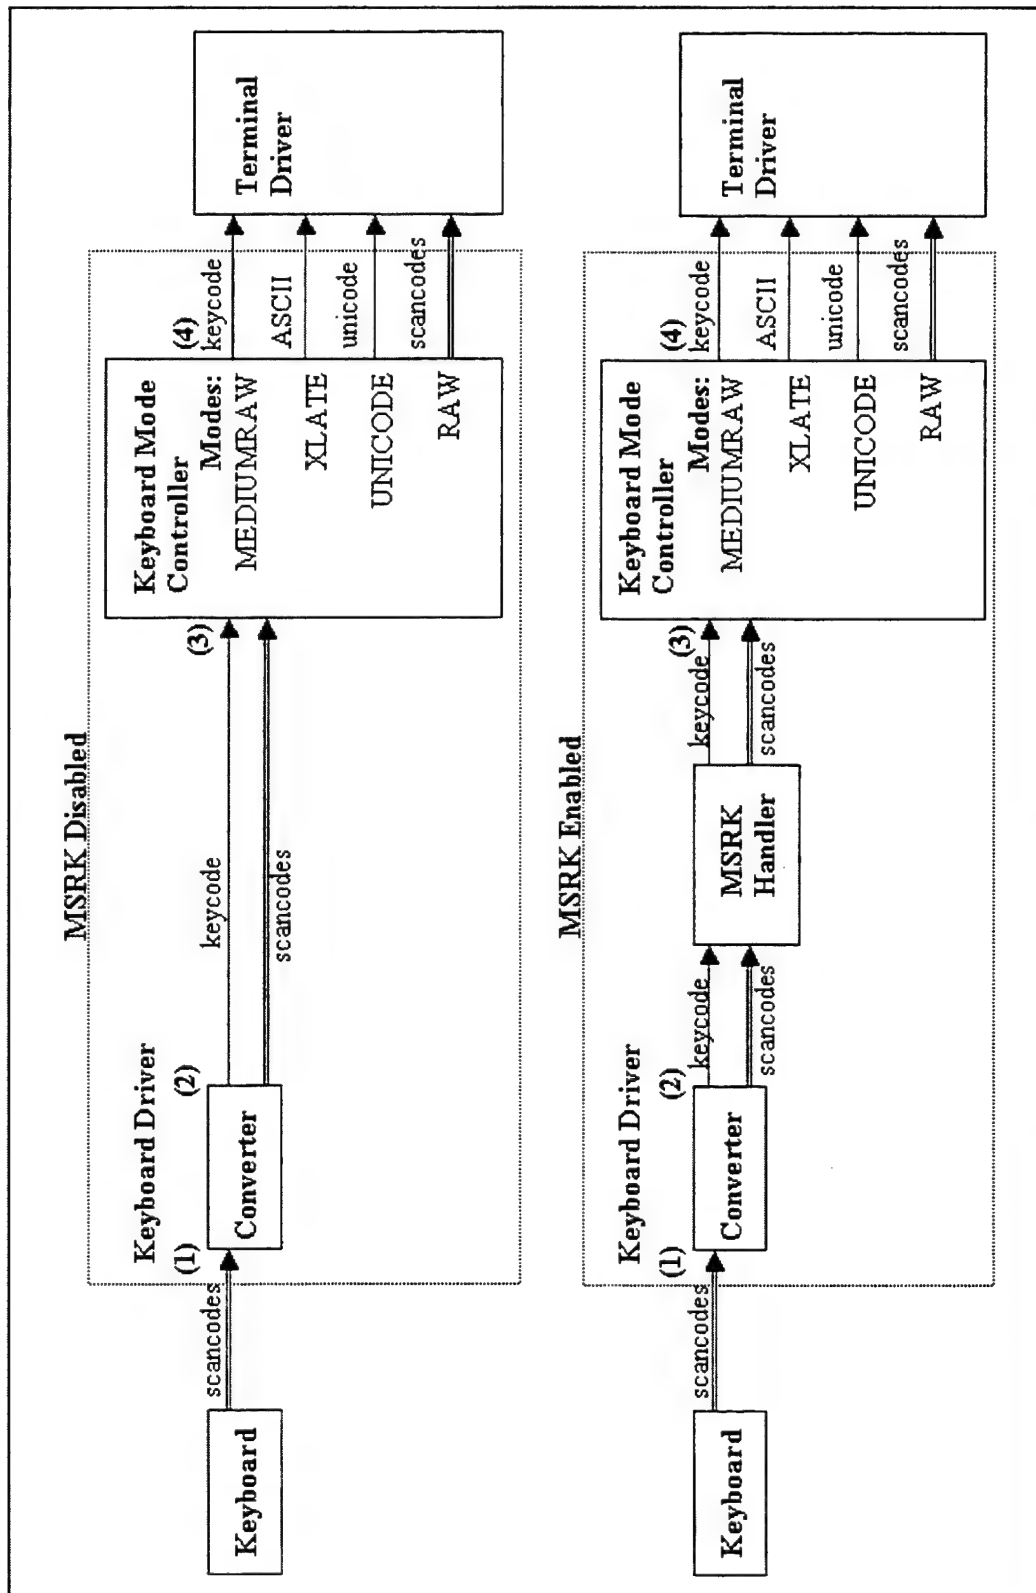 MSRK Disabled
Keyboard Driver
Keyboard
scancodes
(1)
Converter
(2)
keycode
scancodes
(3)
Keyboard Mode
Controller
Modes:
MEDIUMRAW
XLATE
UNICODE
RAW
(4)
keycode
ASCII
unicode
scancodes
Terminal
Driver
MSRK Enabled
Keyboard Driver
Keyboard
scancodes
(1)
Converter
(2)
keycode
scancodes
MSRK
Handler
keycode
scancodes
(3)
Keyboard Mode
Controller
Modes:
MEDIUMRAW
XLATE
UNICODE
RAW
(4)
keycode
ASCII
unicode
scancodes
Terminal
Driver